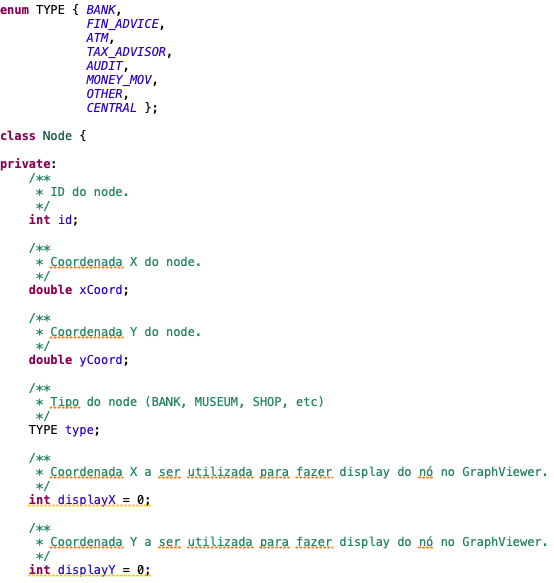 enum TYPE { BANK,
            FIN_ADVICE,
            ATM,
            TAX_ADVISOR,
            AUDIT,
            MONEY_MOV,
            OTHER,
            CENTRAL };

class Node {

private:
    /**
     * ID do node.
     */
    int id;

    /**
     * Coordenada X do node.
     */
    double xCoord;

    /**
     * Coordenada Y do node.
     */
    double yCoord;

    /**
     * Tipo do node (BANK, MUSEUM, SHOP, etc)
     */
    TYPE type;

    /**
     * Coordenada X a ser utilizada para fazer display do nó no GraphViewer.
     */
    int displayX = 0;

    /**
     * Coordenada Y a ser utilizada para fazer display do nó no GraphViewer.
     */
    int displayY = 0;